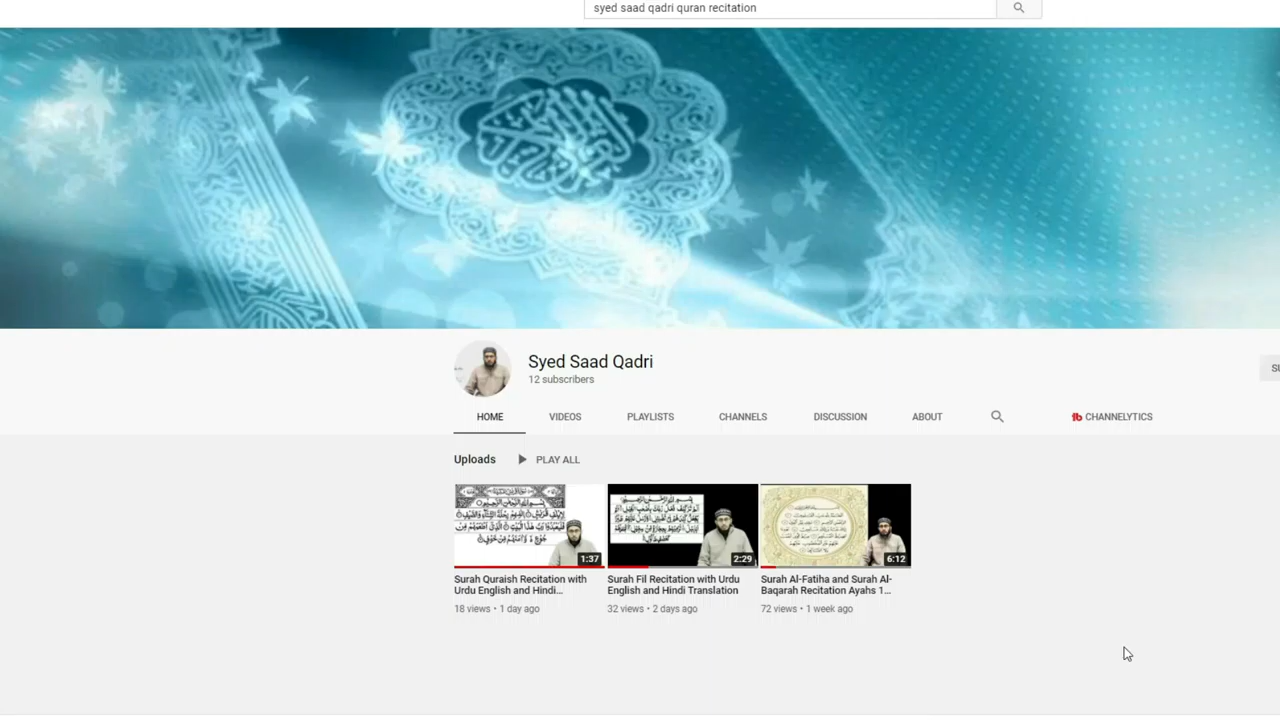 syed saad qadri quran recitation
Syed Saad Qadri
12 subscribers
HOME VIDEOS PLAYLISTS CHANNELS DISCUSSION ABOUT CHANNELYTICS
Uploads PLAY ALL
1:37 2:29 6:12
Surah Quraish Recitation with
Urdu English and Hindi...
18 views • 1 day ago
Surah Fil Recitation with Urdu
English and Hindi Translation
32 views • 2 days ago
Surah Al-Fatiha and Surah Al-
Baqarah Recitation Ayahs 1...
72 views • 1 week ago